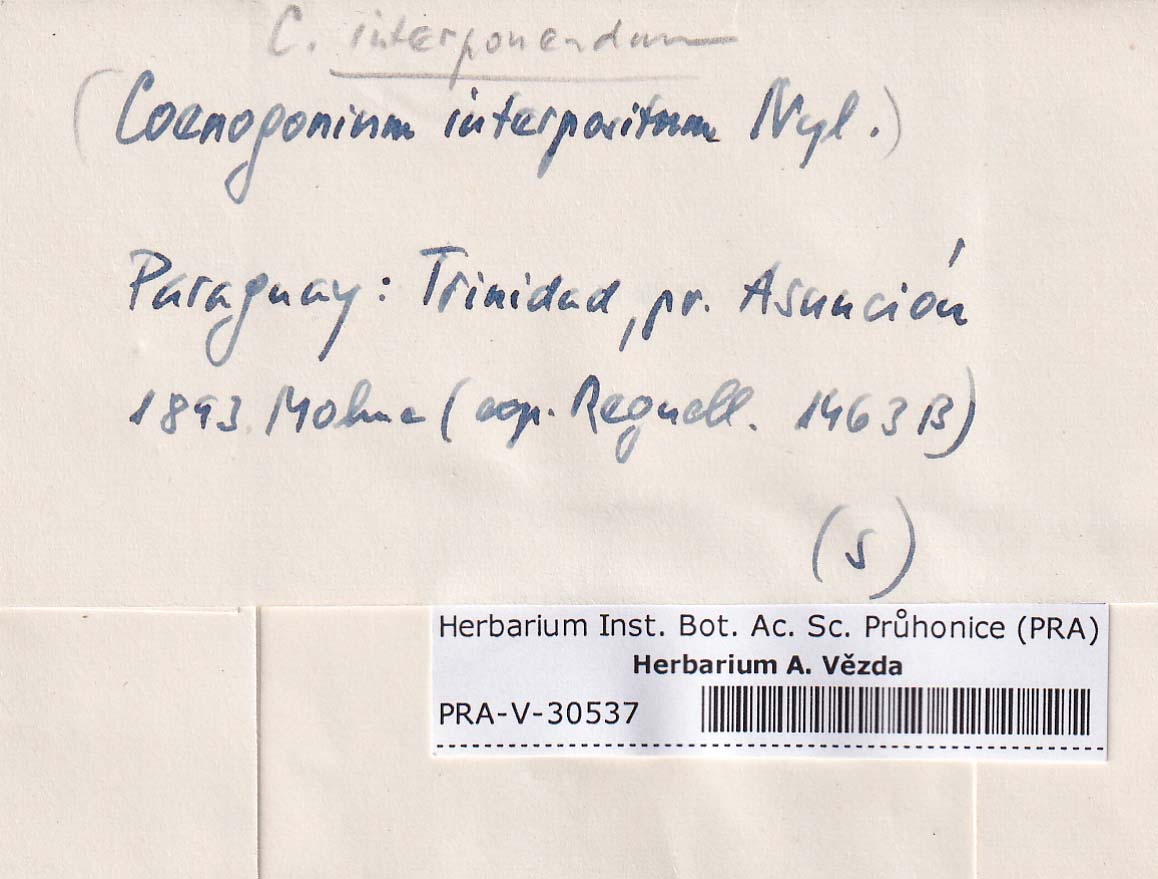 C. interponendum
(Coenogonium interpositum Nyl.)
Paraguay: Trinidad, pr. Asunción
1893 Malme (exp. Regnell. 1463 B)
(S)
Herbarium Inst. Bot. Ac. Sc. Průhonice (PRA)
Herbarium A. Vězda
PRA-V-30537